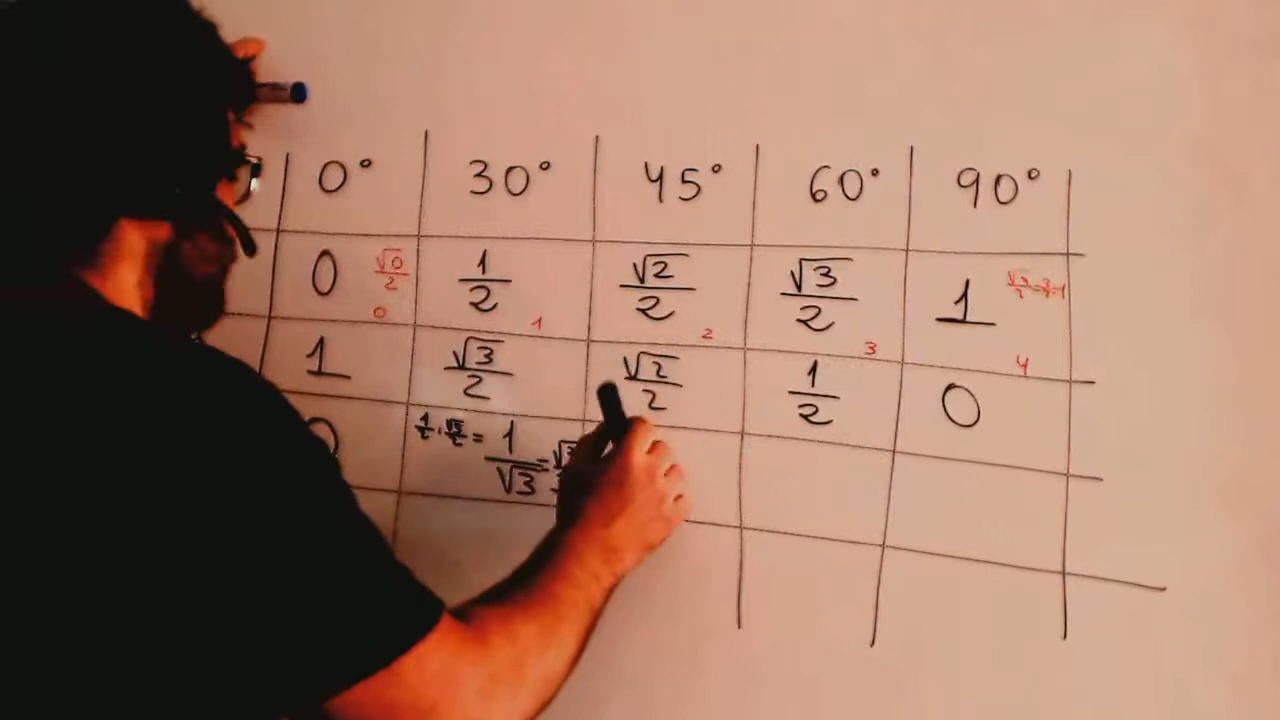 0° 30° 45° 60° 90°
0 √0/2 1/2 √2/2 √3/2 1
0 1 2 3 4
1 √3/2 √2/2 1/2 0
0 = 1/√3 =